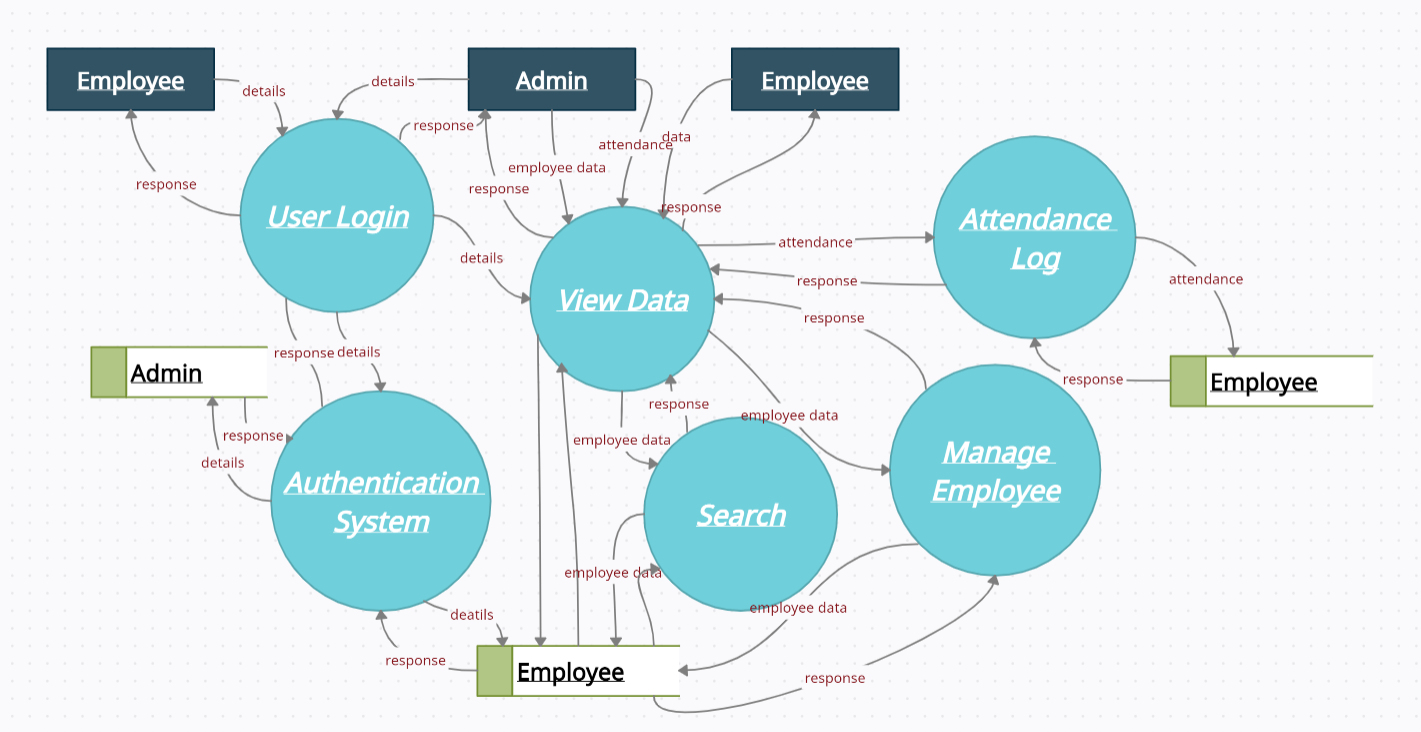 Employee
Admin
Employee
details
details
response
data
attendance
employee data
response
response
response
User Login
Attendance
Log
attendance
details
response
attendance
View Data
response
response
details
Admin
response
Employee
response
employee data
response
employee data
details
Manage
Employee
Authentication
System
Search
employee data
employee data
deatils
response
Employee
response